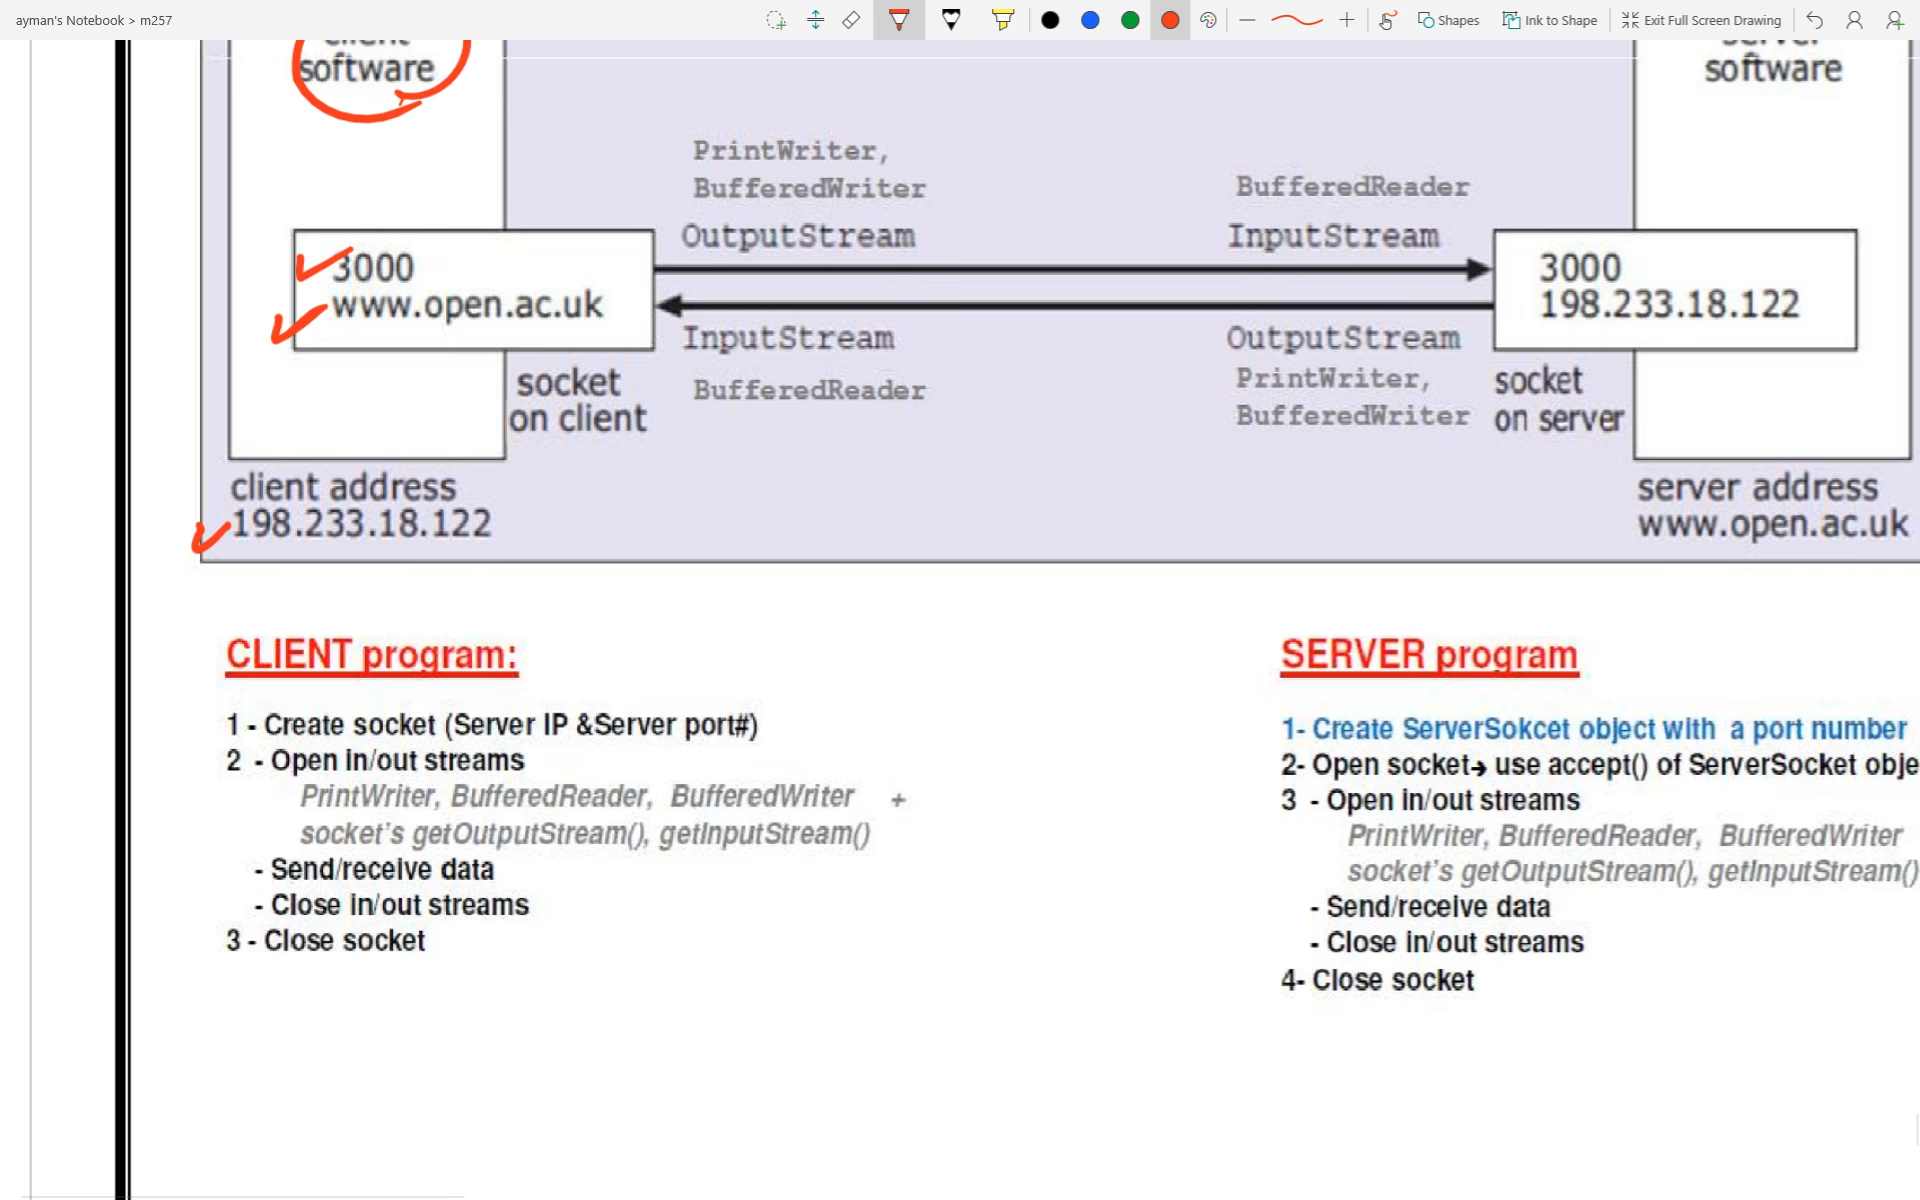 ayman's Notebook > m257
Shapes
Ink to Shape
Exit Full Screen Drawing
client
software
server
software
PrintWriter,
BufferedWriter
OutputStream
BufferedReader
InputStream
3000
www.open.ac.uk
3000
198.233.18.122
InputStream
BufferedReader
OutputStream
PrintWriter,
BufferedWriter
socket
on client
socket
on server
client address
198.233.18.122
server address
www.open.ac.uk
CLIENT program:
1 - Create socket (Server IP &Server port#)
2 - Open in/out streams
PrintWriter, BufferedReader, BufferedWriter +
socket's getOutputStream(), getInputStream()
- Send/receive data
- Close in/out streams
3 - Close socket
SERVER program
1- Create ServerSokcet object with a port number
2- Open socket→ use accept() of ServerSocket obje
3 - Open in/out streams
PrintWriter, BufferedReader, BufferedWriter
socket's getOutputStream(), getInputStream()
- Send/receive data
- Close in/out streams
4- Close socket